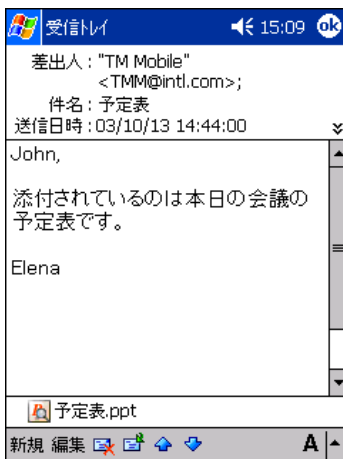 受信トレイ 15:09 ok
差出人："TM Mobile"
<TMM@intl.com>;
件名：予定表
送信日時：03/10/13 14:44:00
John,
添付されているのは本日の会議の
予定表です。
Elena
予定表.ppt
新規 編集 A